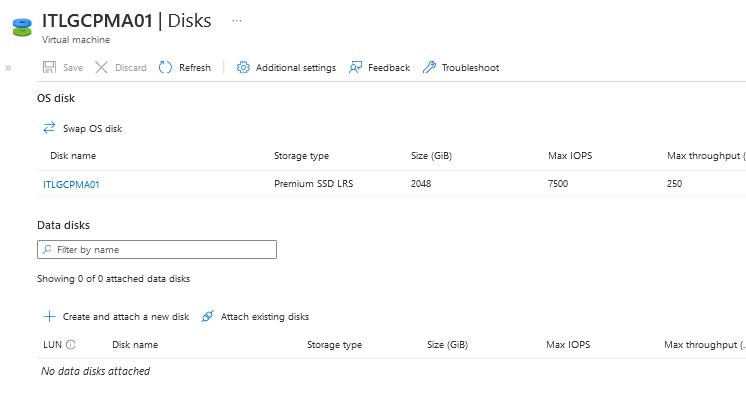 ITLGCPMA01 | Disks ...
Virtual machine
» Save Discard Refresh Additional settings Feedback Troubleshoot
OS disk
Swap OS disk
Disk name Storage type Size (GiB) Max IOPS Max throughput (
ITLGCPMA01 Premium SSD LRS 2048 7500 250
Data disks
Filter by name
Showing 0 of 0 attached data disks
Create and attach a new disk Attach existing disks
LUN Disk name Storage type Size (GiB) Max IOPS Max throughput (..
No data disks attached